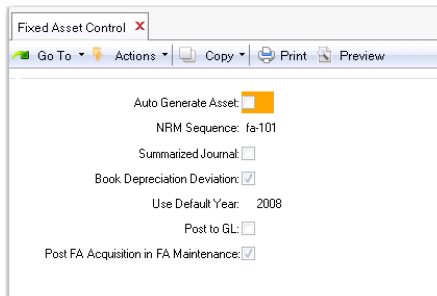 Fixed Asset Control X
Go To Actions Copy Print Preview
Auto Generate Asset:
NRM Sequence: fa-101
Summarized Journal:
Book Depreciation Deviation:
Use Default Year: 2008
Post to GL:
Post FA Acquisition in FA Maintenance: